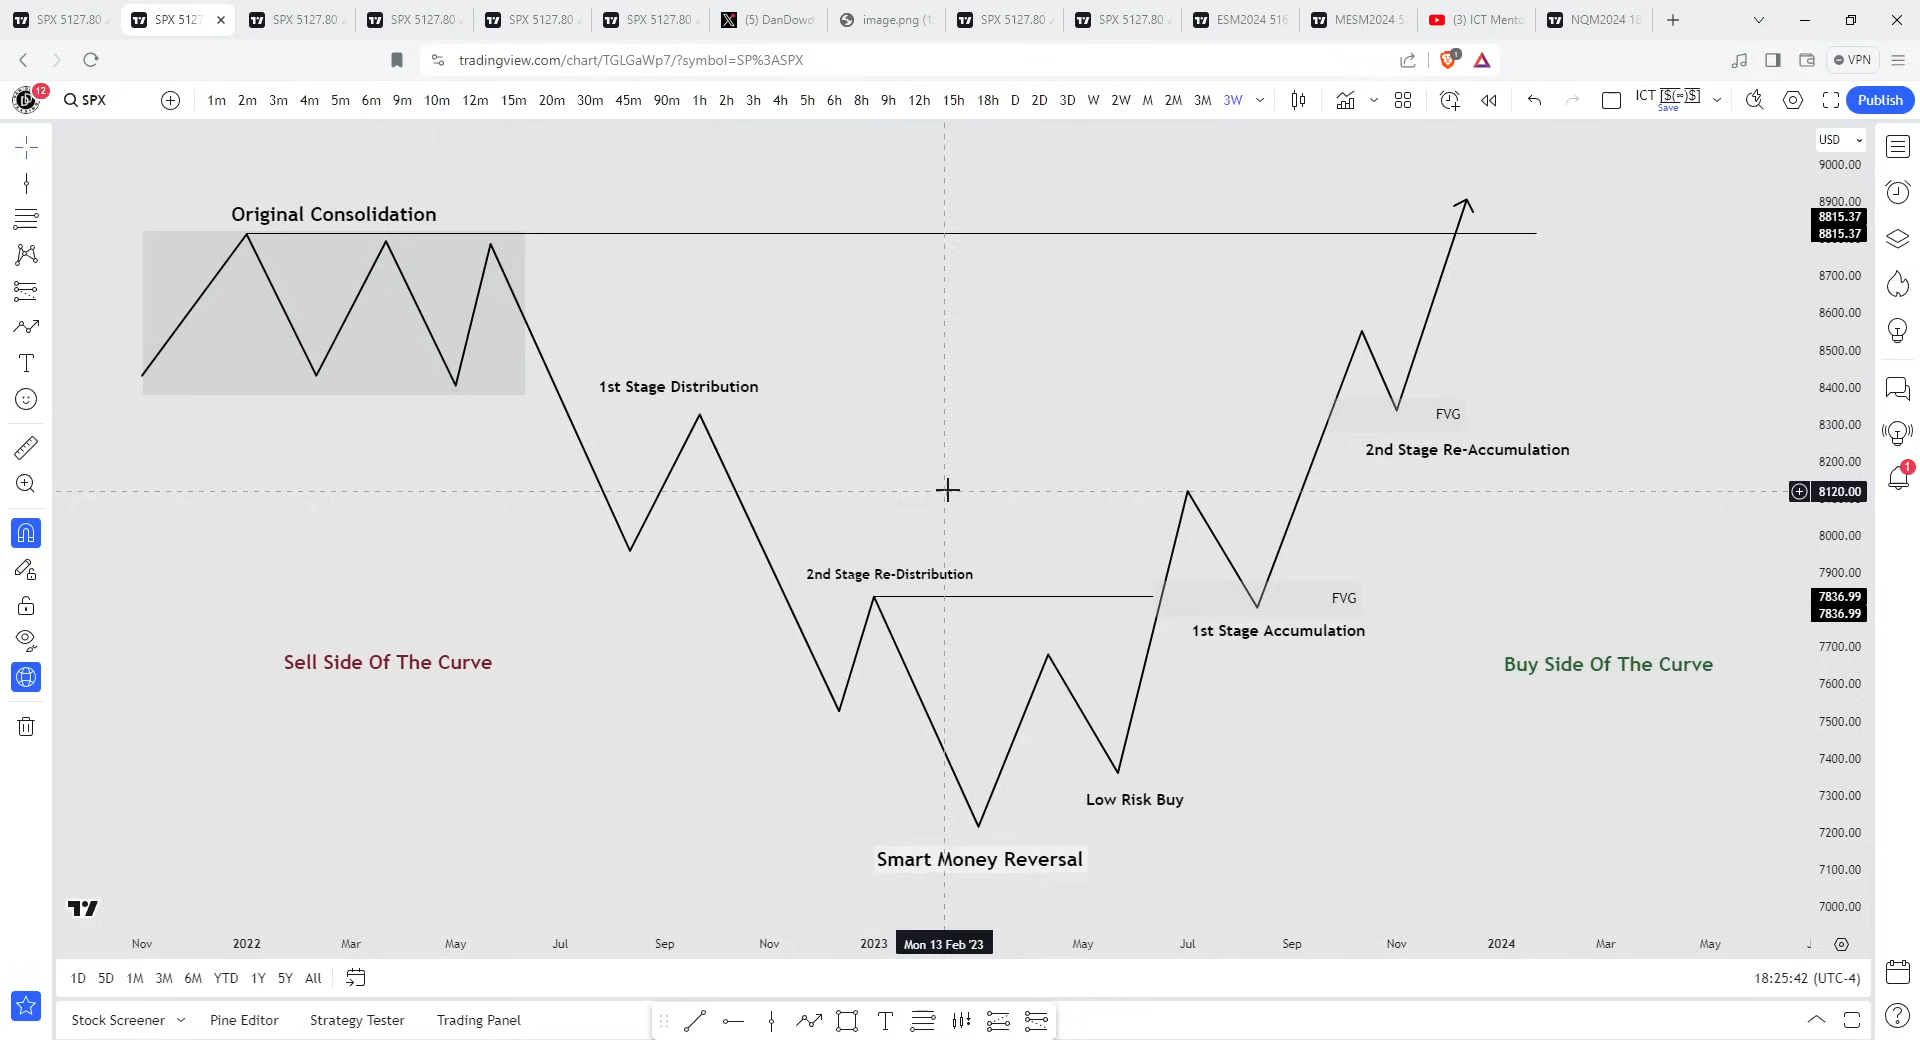 SPX 5127.80
SPX 5127
SPX 5127.80
SPX 5127.80
SPX 5127.80
SPX 5127.80
(5) DanDowd
image.png (1
SPX 5127.80
SPX 5127.80
ESM2024 516
MESM2024 5
(3) ICT Mento
NQM2024 18
tradingview.com/chart/TGLGaWp7/?symbol=SP%3ASPX
1
VPN
12
SPX
1m 2m 3m 4m 5m 6m 9m 10m 12m 15m 20m 30m 45m 90m 1h 2h 3h 4h 5h 6h 8h 9h 12h 15h 18h D 2D 3D W 2W M 2M 3M 3W
ICT
Save
Publish
USD
9000.00
8900.00
8815.37
8815.37
8700.00
8600.00
8500.00
8400.00
8300.00
8200.00
8120.00
8000.00
7900.00
7836.99
7836.99
7700.00
7600.00
7500.00
7400.00
7300.00
7200.00
7100.00
7000.00
Original Consolidation
1st Stage Distribution
FVG
2nd Stage Re-Accumulation
2nd Stage Re-Distribution
FVG
1st Stage Accumulation
Sell Side Of The Curve
Buy Side Of The Curve
Low Risk Buy
Smart Money Reversal
1
Nov 2022 Mar May Jul Sep Nov 2023 Mon 13 Feb '23 May Jul Sep Nov 2024 Mar May
1D 5D 1M 3M 6M YTD 1Y 5Y All
18:25:42 (UTC-4)
Stock Screener Pine Editor Strategy Tester Trading Panel